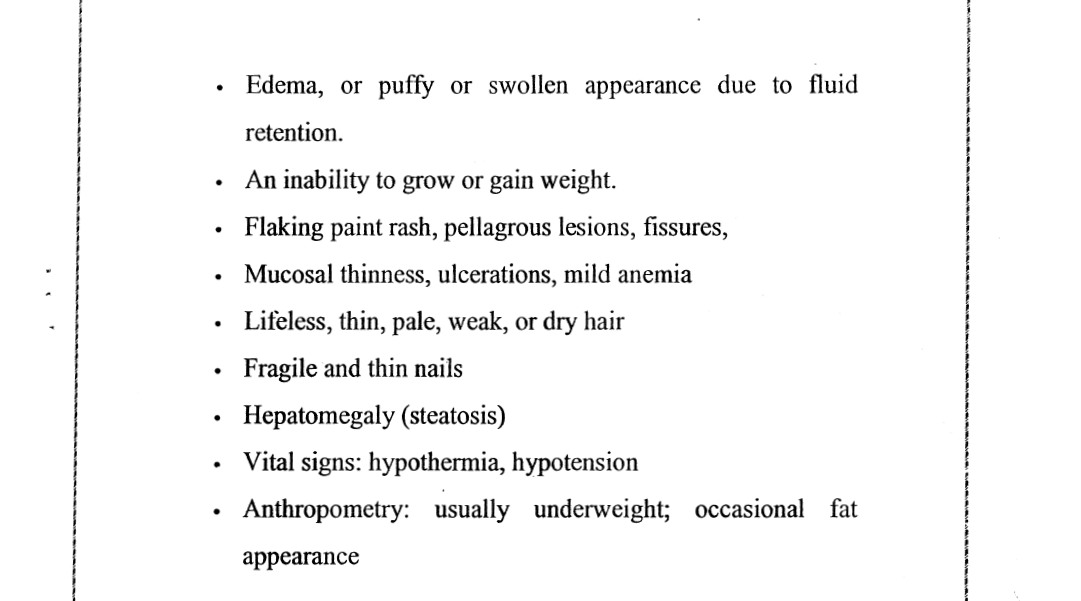 • Edema, or puffy or swollen appearance due to fluid
retention.
• An inability to grow or gain weight.
• Flaking paint rash, pellagrous lesions, fissures,
• Mucosal thinness, ulcerations, mild anemia
• Lifeless, thin, pale, weak, or dry hair
• Fragile and thin nails
• Hepatomegaly (steatosis)
• Vital signs: hypothermia, hypotension
• Anthropometry: usually underweight; occasional fat
appearance